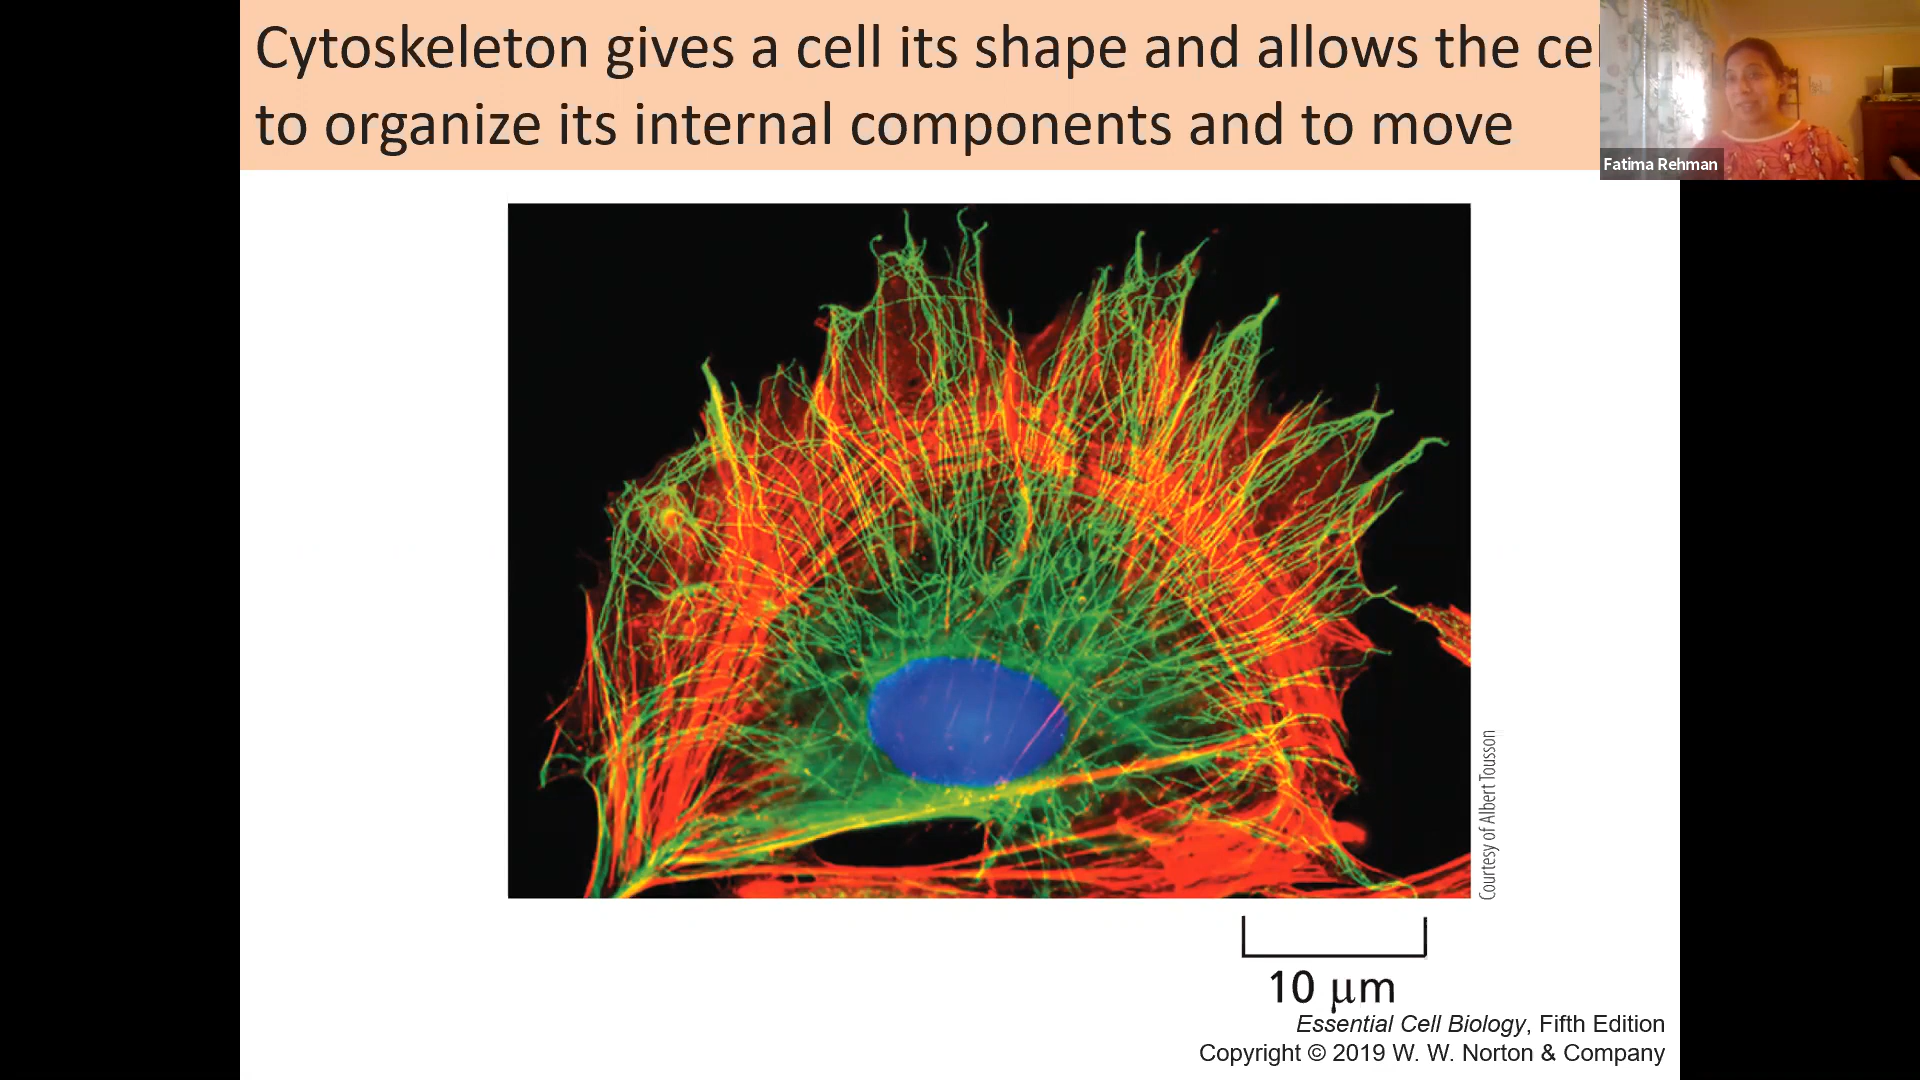 Cytoskeleton gives a cell its shape and allows the cel
to organize its internal components and to move
Fatima Rehman
Courtesy of Albert Tousson
10 µm
Essential Cell Biology, Fifth Edition
Copyright © 2019 W. W. Norton & Company